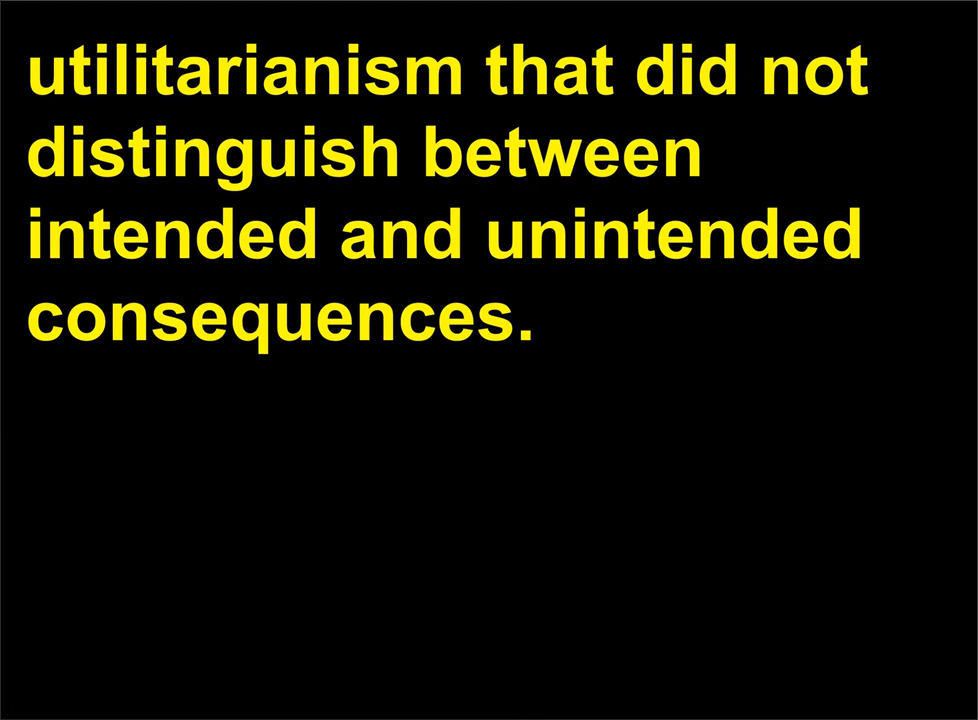 utilitarianism that did not
distinguish between
intended and unintended
consequences.